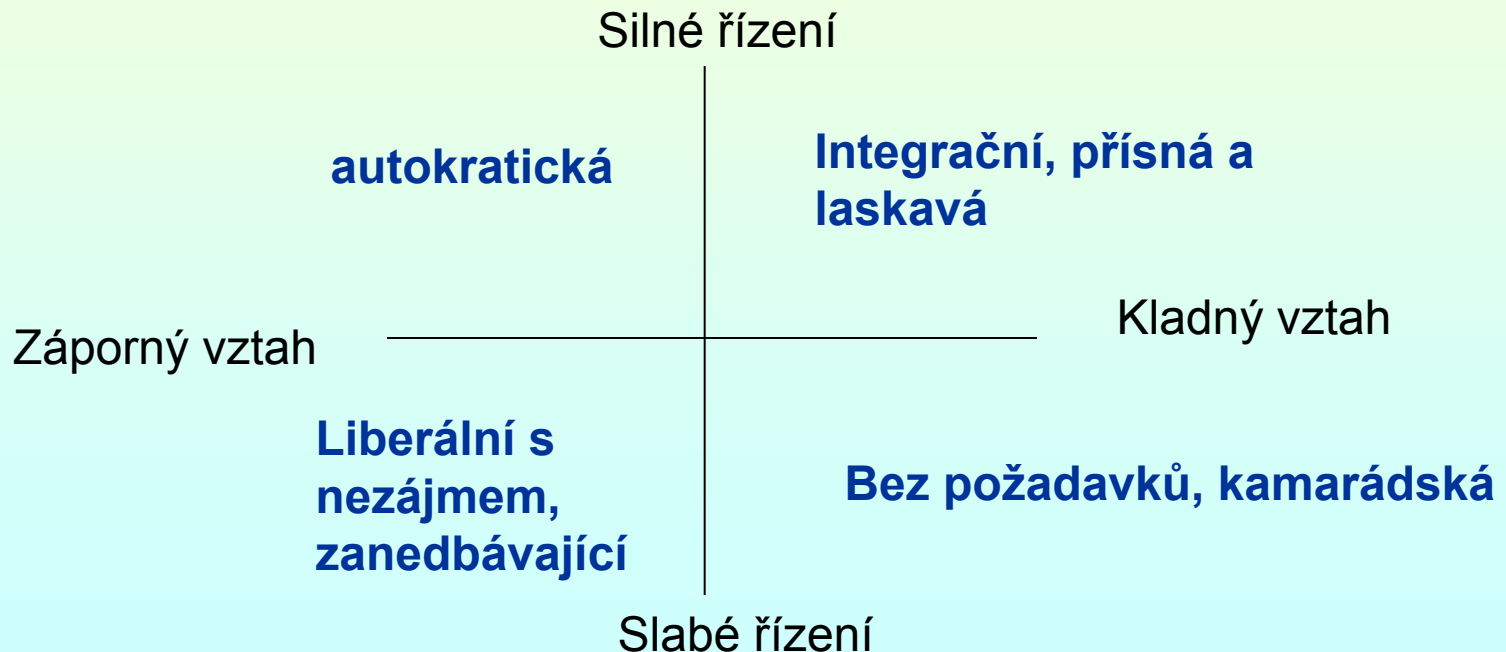 Silné řízení
autokratická
Integrační, přísná a
laskavá
Záporný vztah
Kladný vztah
Liberální s
nezájmem,
zanedbávající
Bez požadavků, kamarádská
Slabé řízení